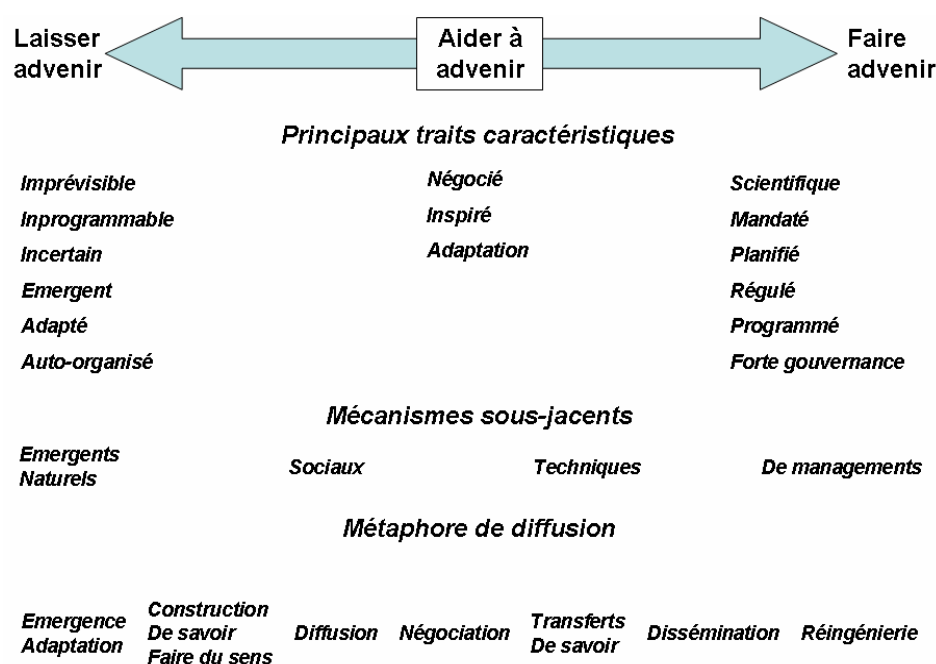 Laisser
advenir
Aider à
advenir
Faire
advenir
Principaux traits caractéristiques
Imprévisible
Inprogrammable
Incertain
Emergent
Adapté
Auto-organisé
Négocié
Inspiré
Adaptation
Scientifique
Mandaté
Planifié
Régulé
Programmé
Forte gouvernance
Mécanismes sous-jacents
Emergents
Naturels
Sociaux
Techniques
De managements
Métaphore de diffusion
Emergence
Adaptation
Construction
De savoir
Faire du sens
Diffusion
Négociation
Transferts
De savoir
Dissémination
Réingénierie